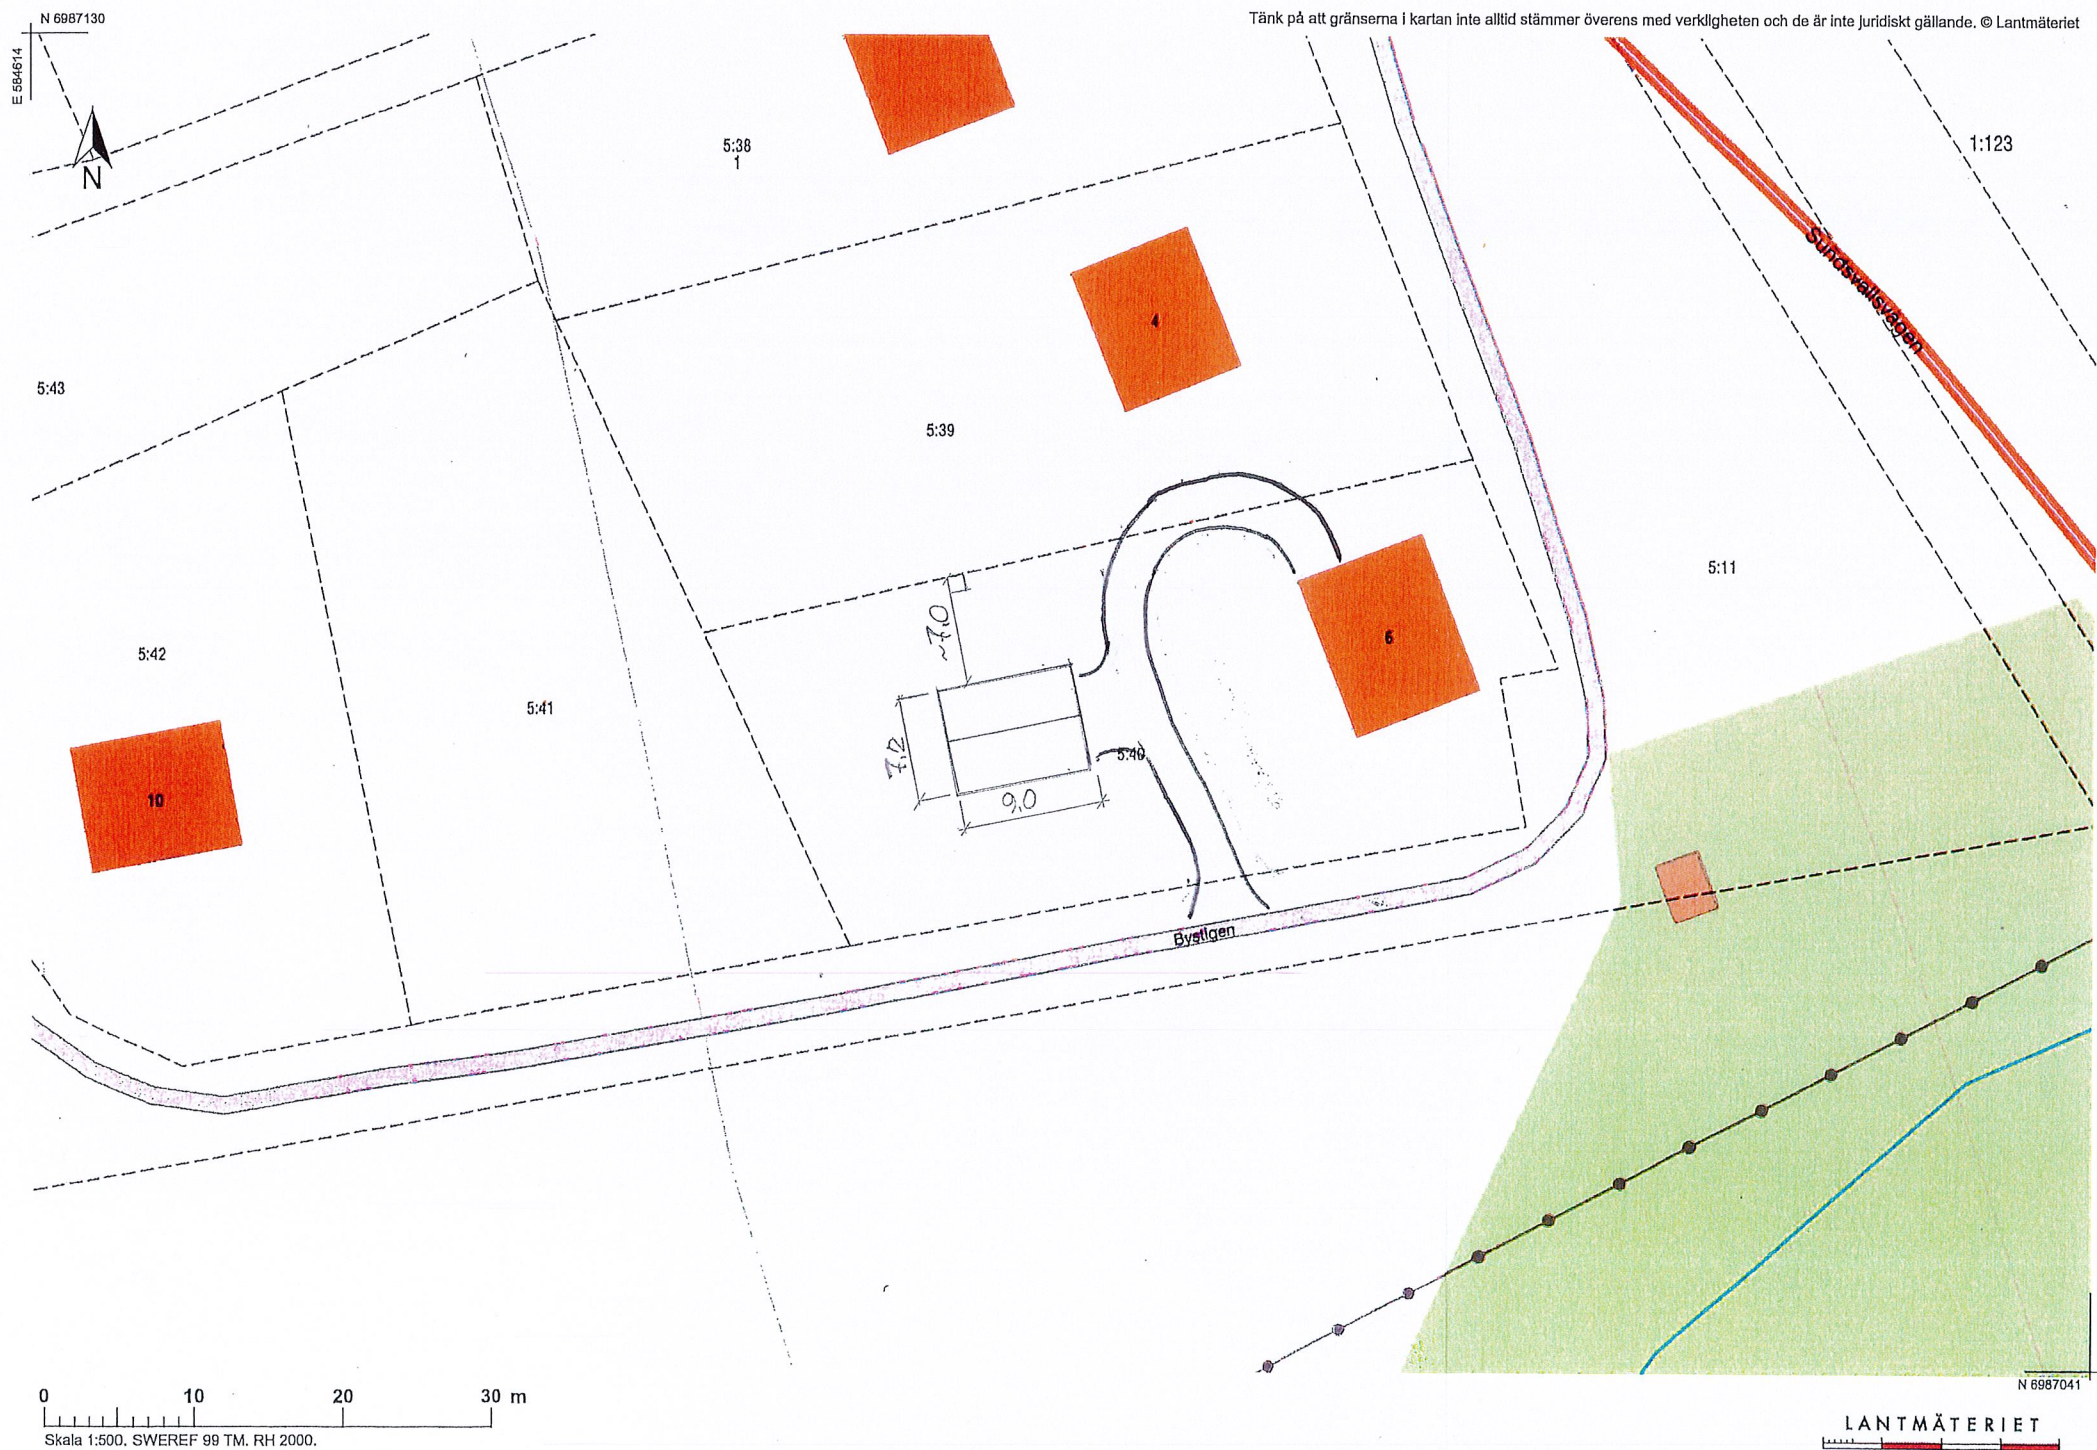 N 6987130
Tänk på att gränserna i kartan inte alltid stämmer överens med verkligheten och de är inte juridiskt gällande. © Lantmäteriet
E 584614
N
5:38
1
1:123
Sundsvallsvägen
4
5:43
5:39
5:11
~7,0
6
5:42
5:41
7,12
5:40
10
9,0
Bystigen
N 6987041
0 10 20 30 m
Skala 1:500. SWEREF 99 TM. RH 2000.
LANTMÄTERIET